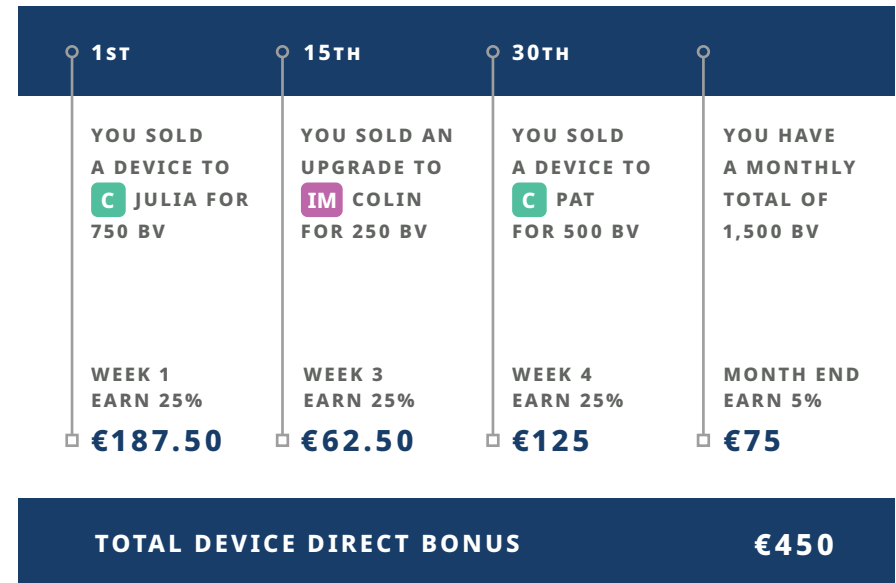 1ST
YOU SOLD
A DEVICE TO
C JULIA FOR
750 BV
WEEK 1
EARN 25%
€187.50
15TH
YOU SOLD AN
UPGRADE TO
IM COLIN
FOR 250 BV
WEEK 3
EARN 25%
€62.50
30TH
YOU SOLD
A DEVICE TO
C PAT
FOR 500 BV
WEEK 4
EARN 25%
€125
YOU HAVE
A MONTHLY
TOTAL OF
1,500 BV
MONTH END
EARN 5%
€75
TOTAL DEVICE DIRECT BONUS €450